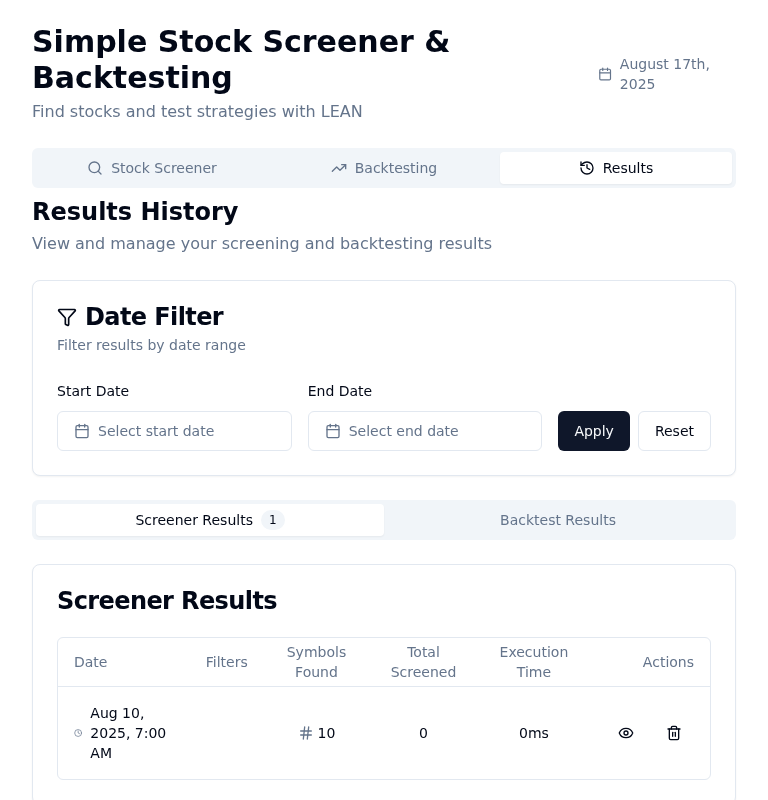 Simple Stock Screener &
Backtesting
Find stocks and test strategies with LEAN
August 17th,
2025
Stock Screener
Backtesting
Results
Results History
View and manage your screening and backtesting results
Date Filter
Filter results by date range
Start Date
End Date
Select start date
Select end date
Apply
Reset
Screener Results 1
Backtest Results
Screener Results
Date
Filters
Symbols
Found
Total
Screened
Execution
Time
Actions
Aug 10,
2025, 7:00
AM
10
0
0ms